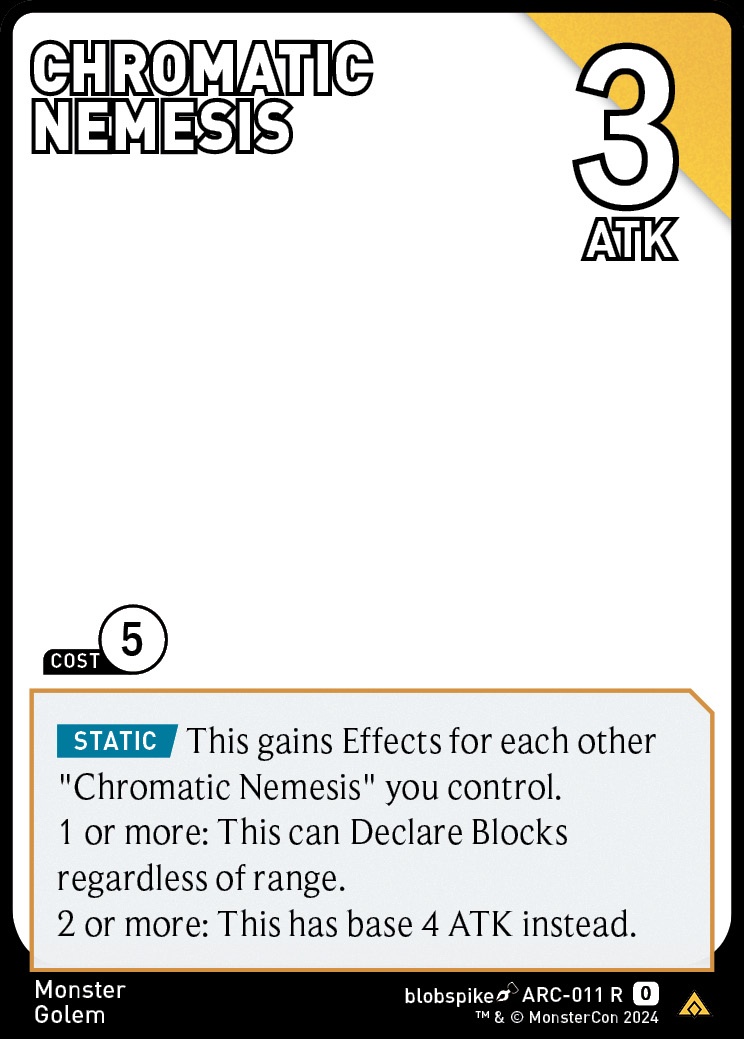 CHROMATIC
NEMESIS
3
ATK
COST 5
STATIC This gains Effects for each other
"Chromatic Nemesis" you control.
1 or more: This can Declare Blocks
regardless of range.
2 or more: This has base 4 ATK instead.
Monster
Golem
blobspike ARC-011 R 0
™ & © MonsterCon 2024